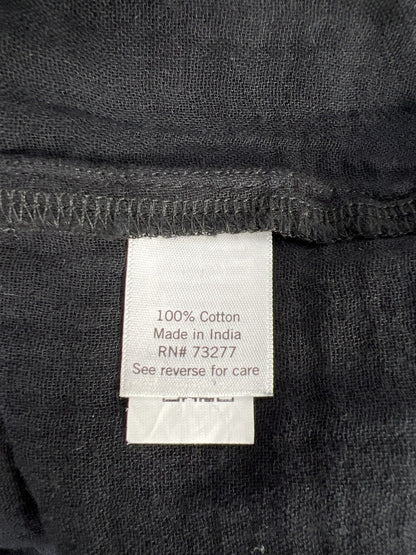 100% Cotton
Made in India
RN# 73277
See reverse for care